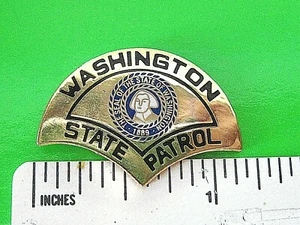 WASHINGTON
THE SEAL OF THE STATE OF WASHINGTON
1889
STATE PATROL
INCHES
1